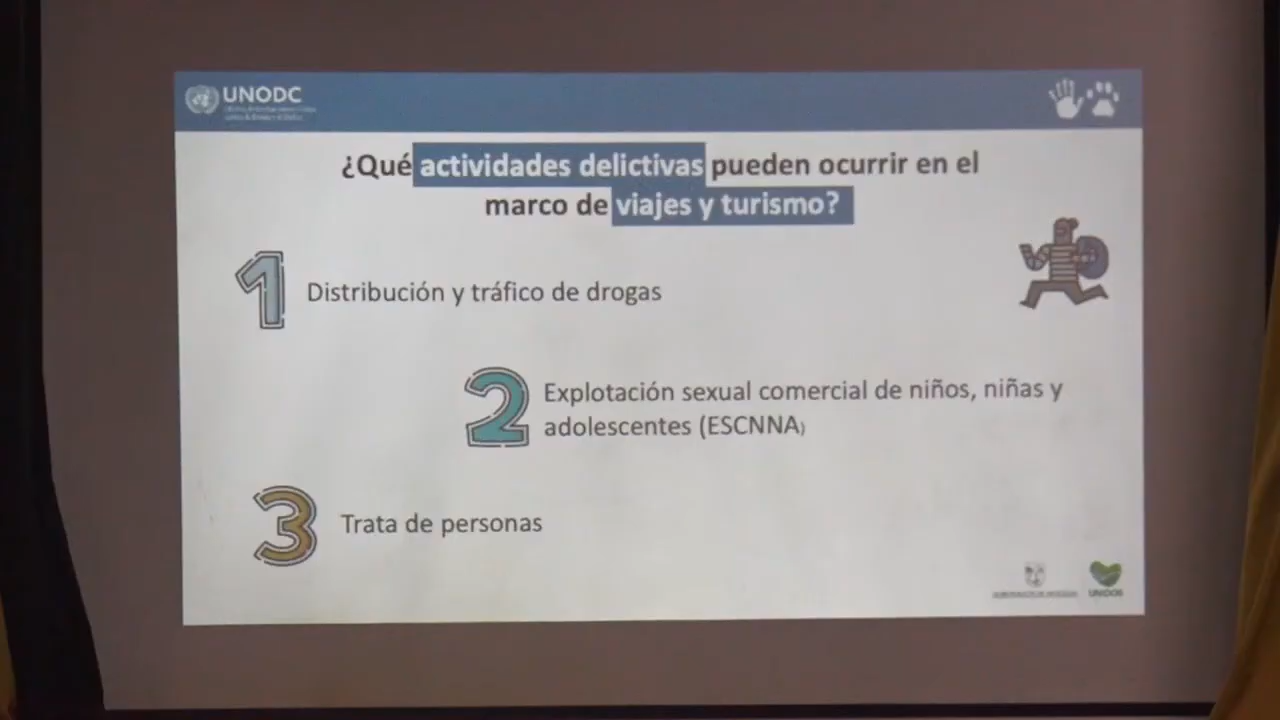 UNODC
¿Qué actividades delictivas pueden ocurrir en el
marco de viajes y turismo?
1
Distribución y tráfico de drogas
2
Explotación sexual comercial de niños, niñas y
adolescentes (ESCNNA)
3
Trata de personas
UNIDOS